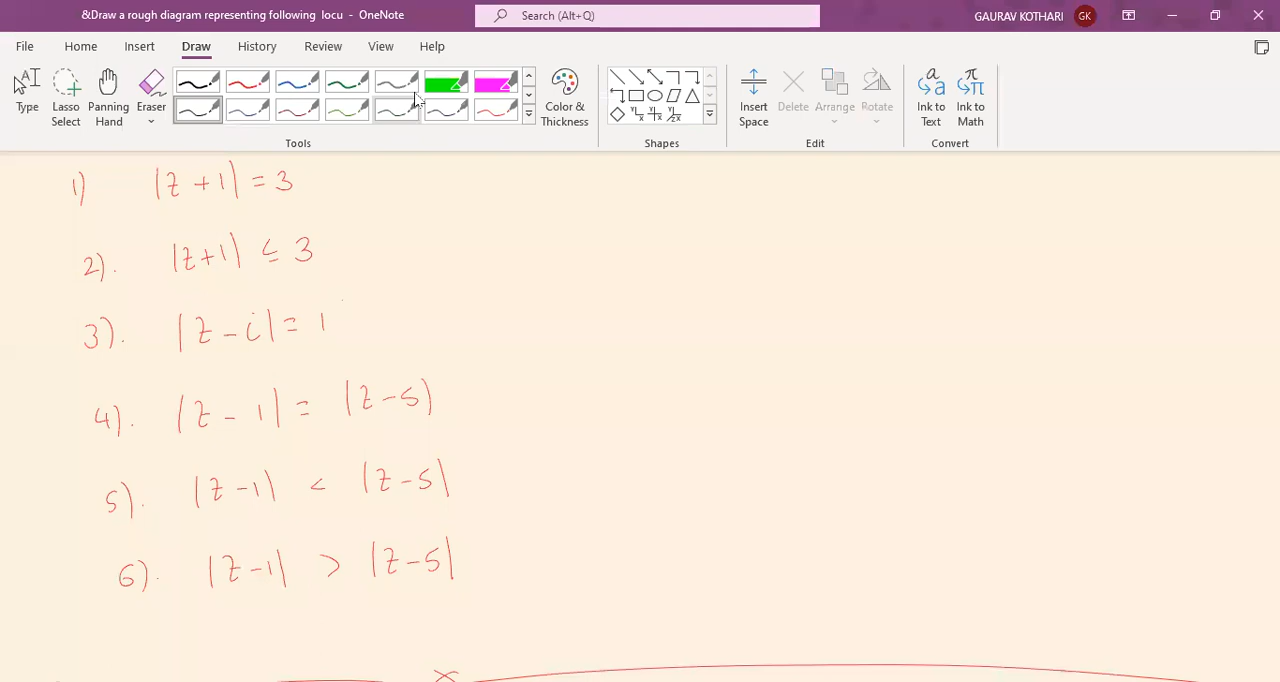 &Draw a rough diagram representing following locu - OneNote
Search (Alt+Q)
GAURAV KOTHARI
GK
File Home Insert Draw History Review View Help
Type
Lasso Select
Panning Hand
Eraser
Color & Thickness
Insert Space
Delete
Arrange
Rotate
Ink to Text
Ink to Math
Tools
Shapes
Edit
Convert
1) |z+1| = 3
2). |z+1| ≤ 3
3). |z-i| = 1
4). |z-1| = |z-5|
5). |z-1| < |z-5|
6). |z-1| > |z-5|